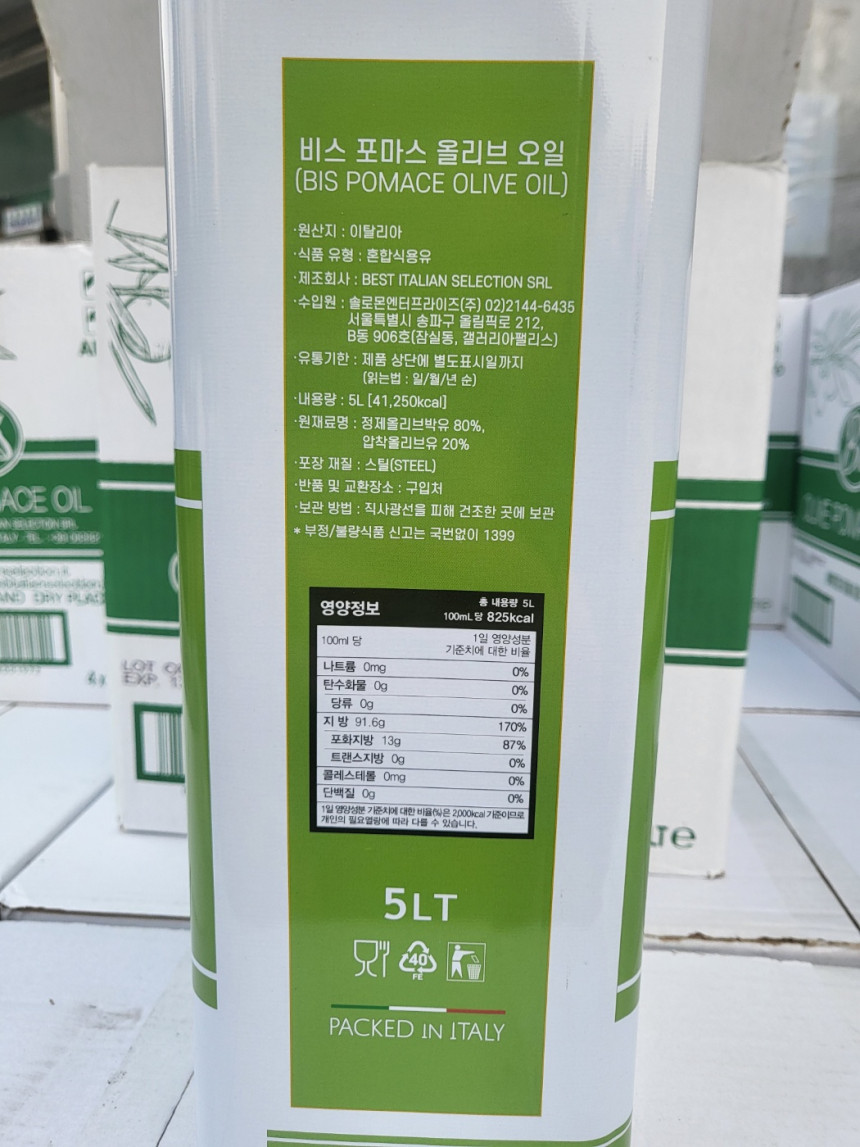 비스 포마스 올리브 오일
(BIS POMACE OLIVE OIL)
·원산지 : 이탈리아
·식품 유형 : 혼합식용유
·제조회사 : BEST ITALIAN SELECTION SRL
·수입원 : 솔로몬엔터프라이즈(주) 02)2144-6435
서울특별시 송파구 올림픽로 212,
B동 906호(잠실동, 갤러리아팰리스)
·유통기한 : 제품 상단에 별도표시일까지
(읽는법 : 일/월/년 순)
·내용량 : 5L [41,250kcal]
·원재료명 : 정제올리브박유 80%,
압착올리브유 20%
·포장 재질 : 스틸(STEEL)
·반품 및 교환장소 : 구입처
·보관 방법 : 직사광선을 피해 건조한 곳에 보관
* 부정/불량식품 신고는 국번없이 1399
영양정보
총 내용량 5L
100mL 당 825kcal
100ml 당
1일 영양성분
기준치에 대한 비율
나트륨 0mg 0%
탄수화물 0g 0%
당류 0g 0%
지 방 91.6g 170%
포화지방 13g 87%
트랜스지방 0g 0%
콜레스테롤 0mg 0%
단백질 0g 0%
1일 영양성분 기준치에 대한 비율(%)은 2,000kcal 기준이므로
개인의 필요열량에 따라 다를 수 있습니다.
5LT
40
FE
PACKED IN ITALY
ACE OIL
AND DRY PLAC
LOT
EXP.